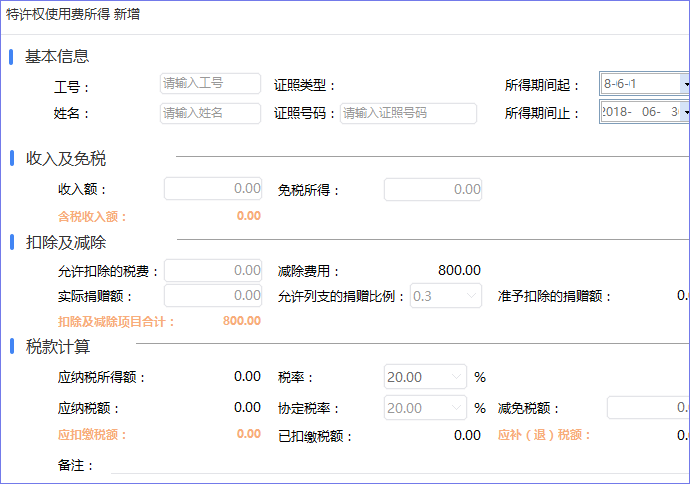 特许权使用费所得 新增
基本信息
工号： 请输入工号 证照类型： 所得期间起： 8-6-1
姓名： 请输入姓名 证照号码： 请输入证照号码 所得期间止： 2018- 06- 3
收入及免税
收入额： 0.00 免税所得： 0.00
含税收入额： 0.00
扣除及减除
允许扣除的税费： 0.00 减除费用： 800.00
实际捐赠额： 0.00 允许列支的捐赠比例： 0.3 准予扣除的捐赠额： 0.
扣除及减除项目合计： 800.00
税款计算
应纳税所得额： 0.00 税率： 20.00 %
应纳税额： 0.00 协定税率： 20.00 % 减免税额： 0.
应扣缴税额： 0.00 已扣缴税额： 0.00 应补（退）税额： 0.
备注：